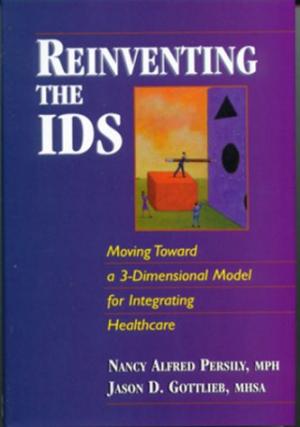 REINVENTING
THE
IDS
Moving Toward
a 3-Dimensional Model
for Integrating
Healthcare
NANCY ALFRED PERSILY, MPH
JASON D. GOTTLIEB, MHSA